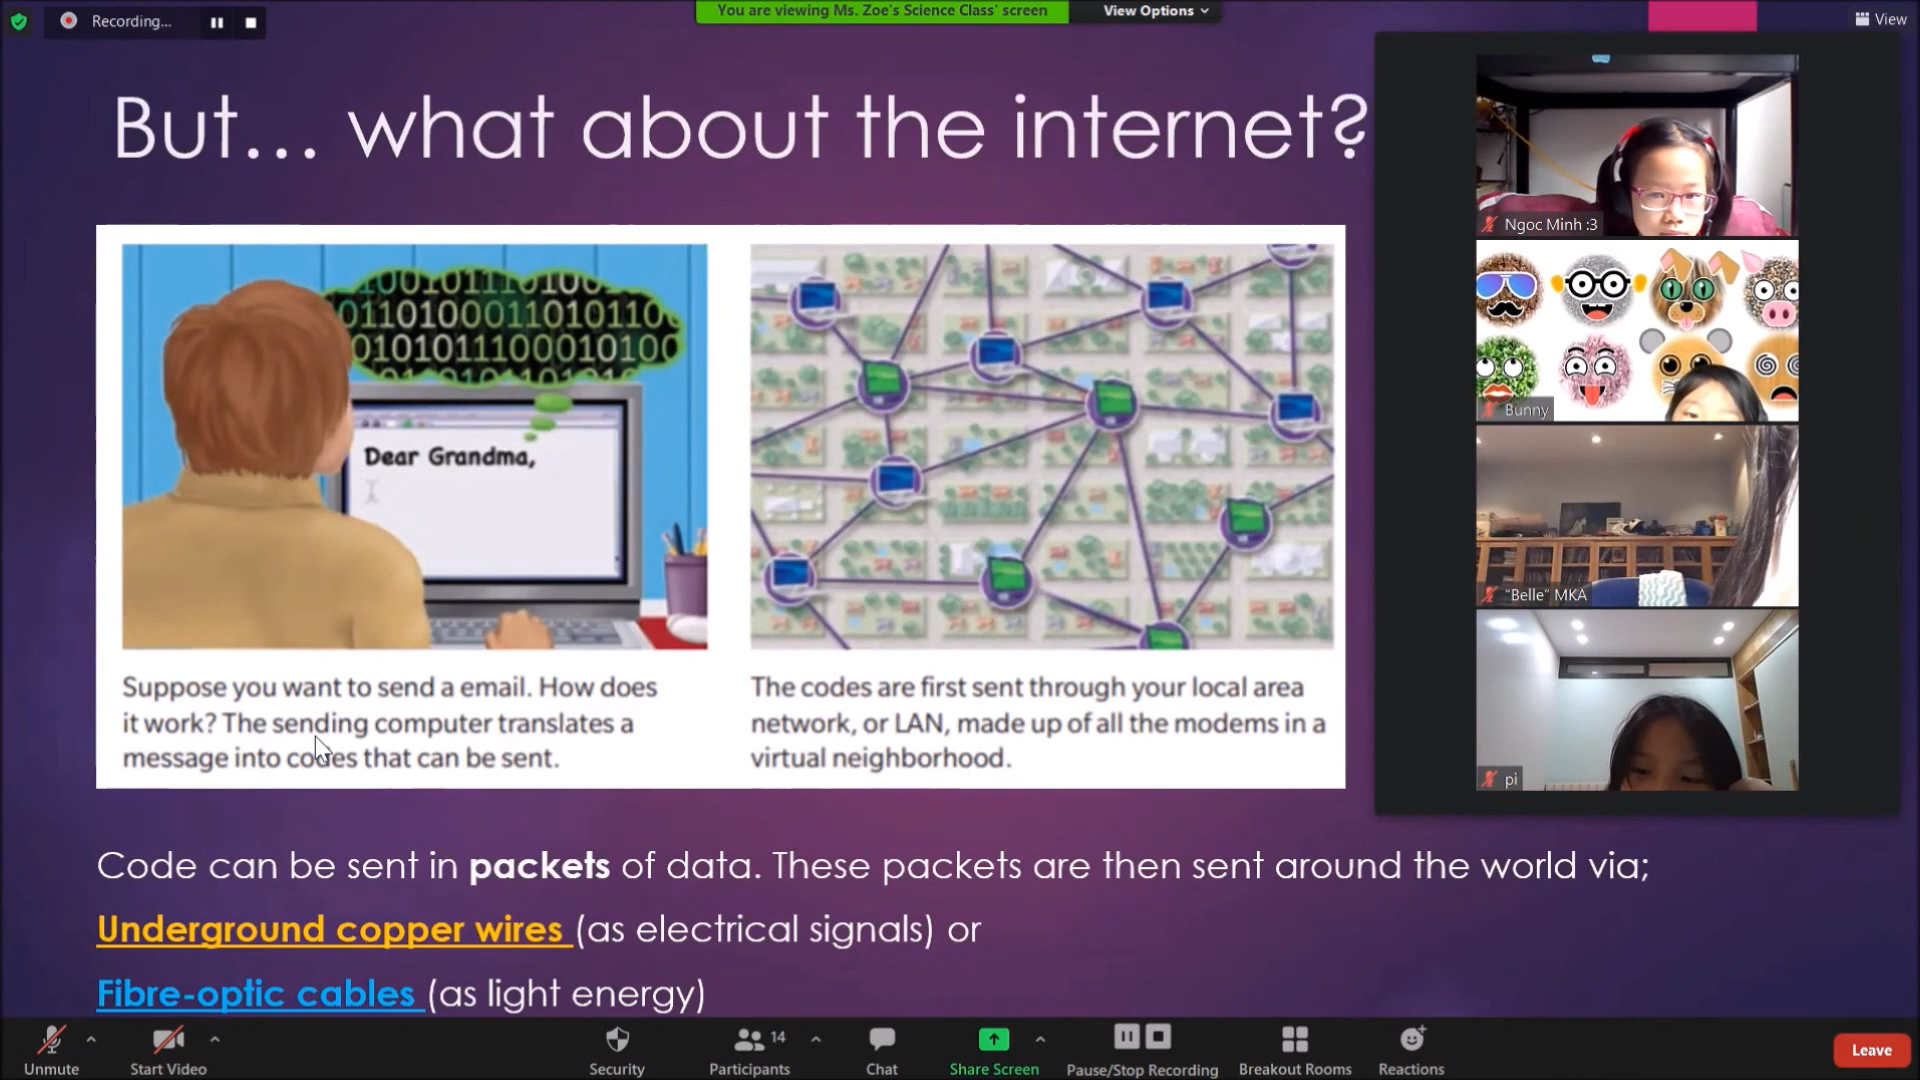 Recording...
You are viewing Ms. Zoe's Science Class' screen
View Options
View
But... what about the internet?
0110100011010110
0101011100010100
Dear Grandma,
Suppose you want to send a email. How does
it work? The sending computer translates a
message into codes that can be sent.
The codes are first sent through your local area
network, or LAN, made up of all the modems in a
virtual neighborhood.
Ngoc Minh :3
Bunny
"Belle" MKA
pi
Code can be sent in packets of data. These packets are then sent around the world via;
Underground copper wires (as electrical signals) or
Fibre-optic cables (as light energy)
Unmute
Start Video
Security
14
Participants
Chat
Share Screen
Pause/Stop Recording
Breakout Rooms
Reactions
Leave